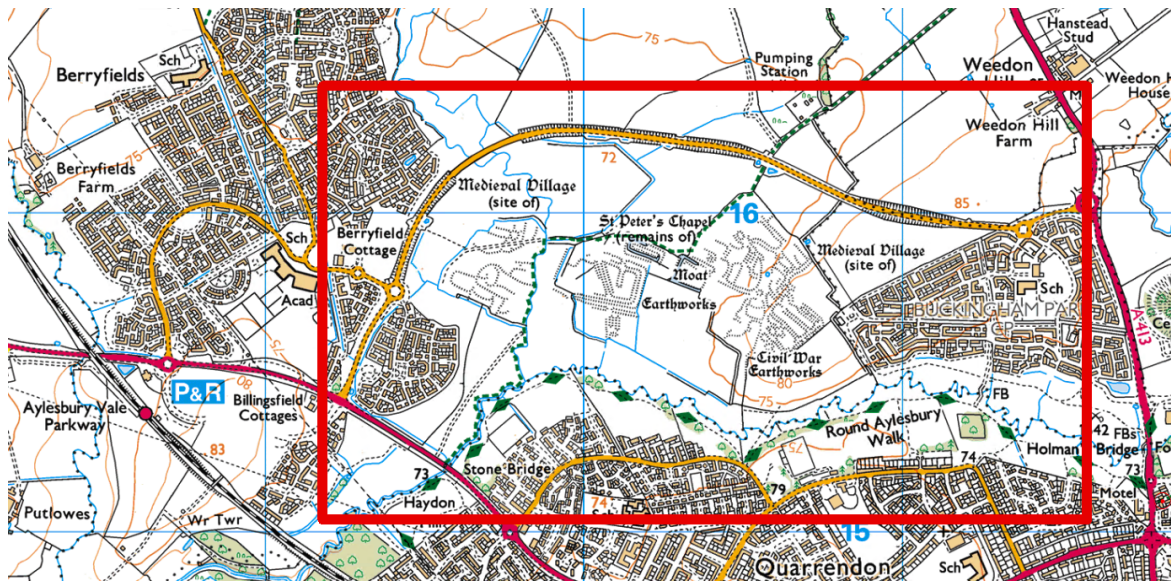 75
Hanstead
Stud
Sch
Berryfields
Pumping
Station
Weedon
Hill
Weedon H
House
M
Weedon Hill
Farm
75
72
Berryfields
Farm
Medieval Village
(site of)
St Peter's Chapel
(remains of)
16
85
Sch
Berryfield
Cottage
Medieval Village
(site of)
Moat
Acad
Earthworks
Sch
BUCKINGHAM PARK
CP
A413
75
Civil War
Earthworks
80
P&R
80
Billingsfield
Cottages
75
FB
Aylesbury Vale
Parkway
Round Aylesbury
Walk
42
FBs
83
75
Holman
Bridge
73
Stone Bridge
74
73
Haydon
79
Motel
Putlowes
74
Wr Twr
15
Quarrendon
Sch